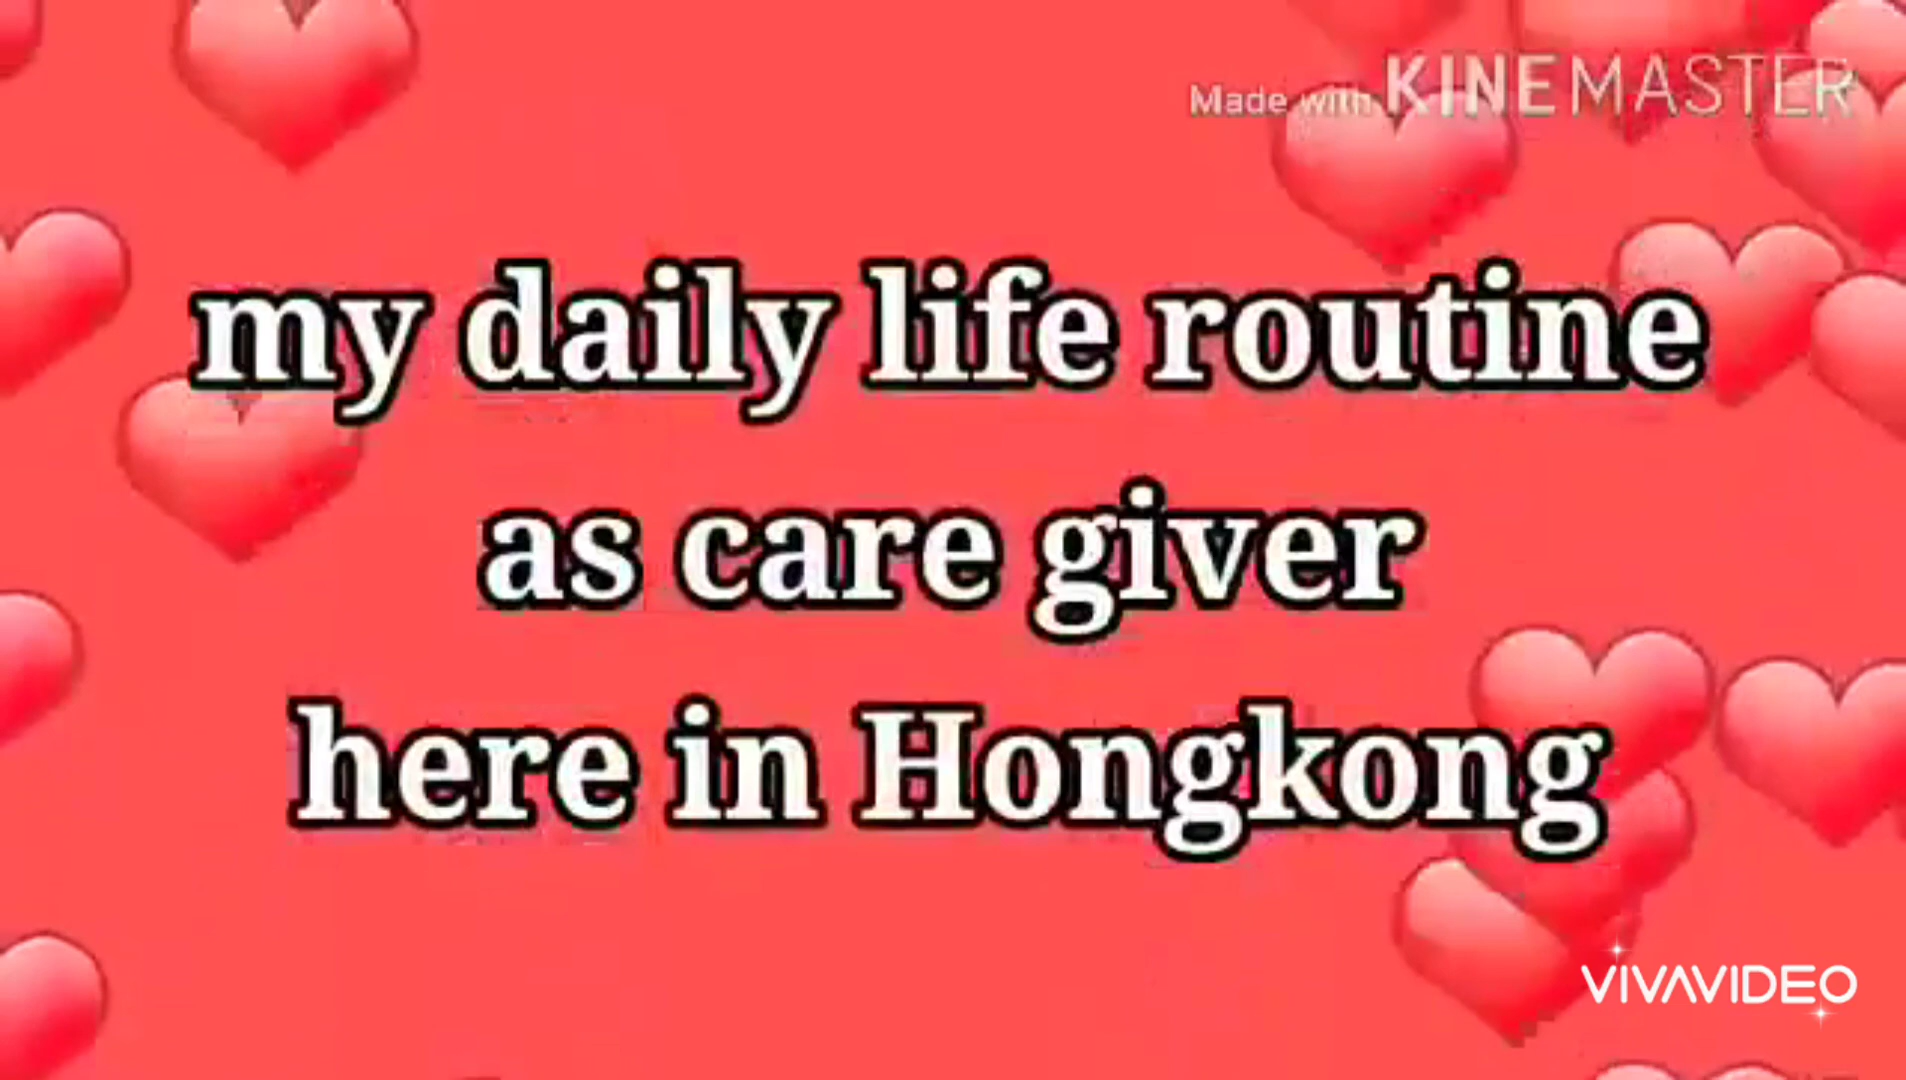 Made with KINEMASTER
my daily life routine
as care giver
here in Hongkong
VIVAVIDEO